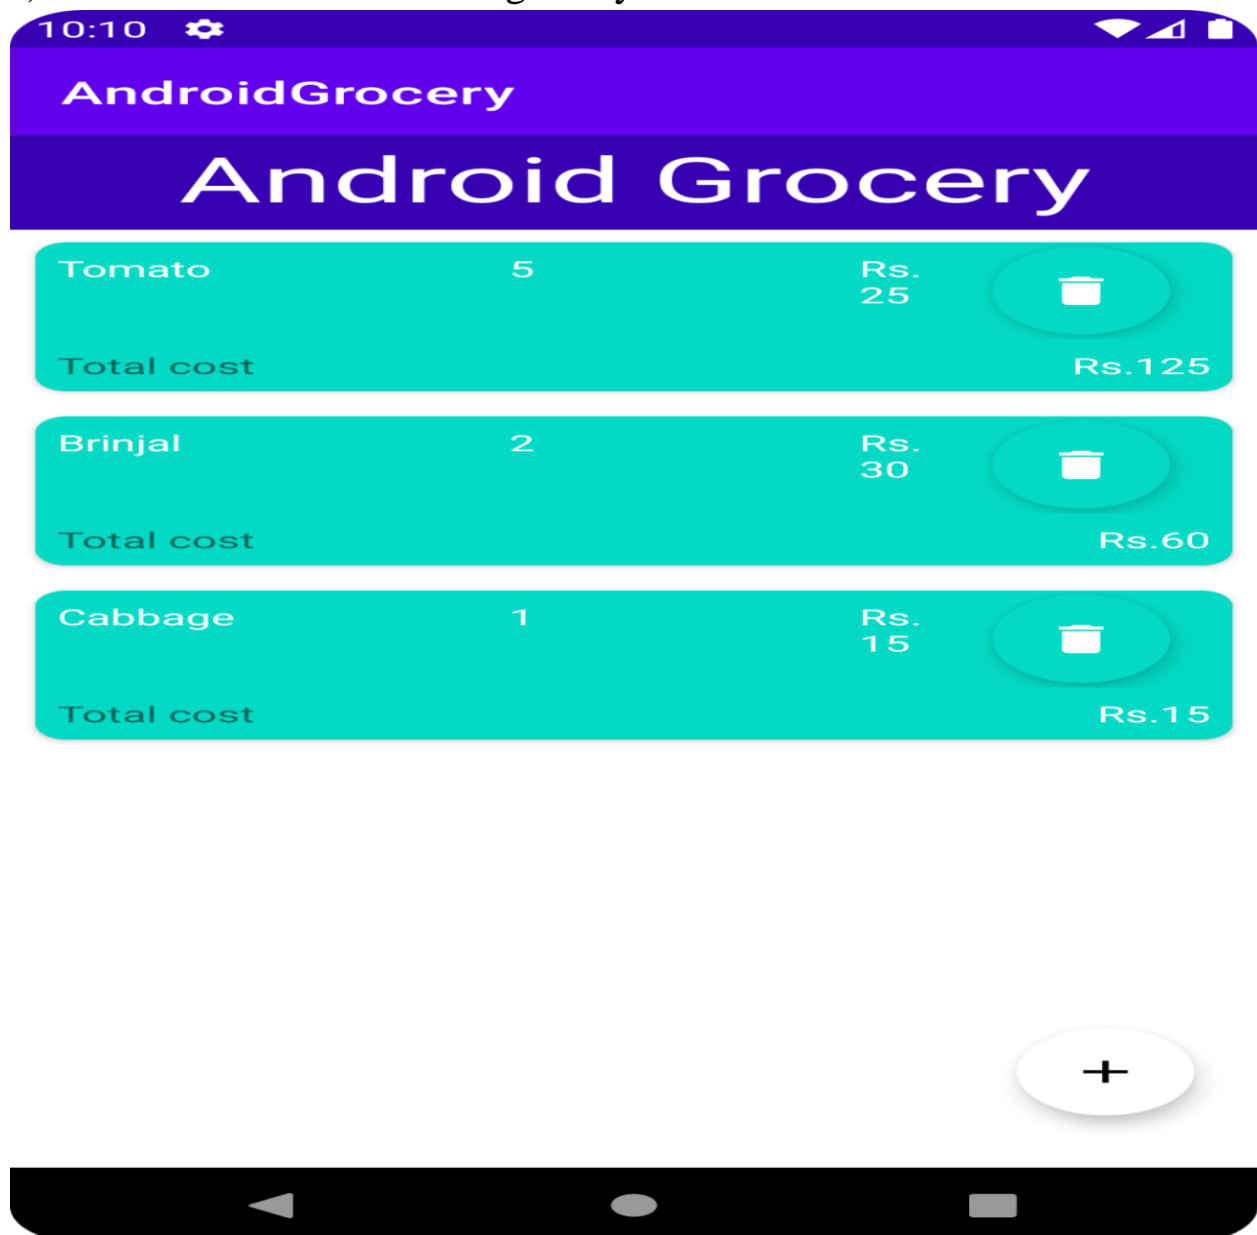 10:10
AndroidGrocery
Android Grocery
Tomato 5 Rs.
25
Total cost Rs.125
Brinjal 2 Rs.
30
Total cost Rs.60
Cabbage 1 Rs.
15
Total cost Rs.15